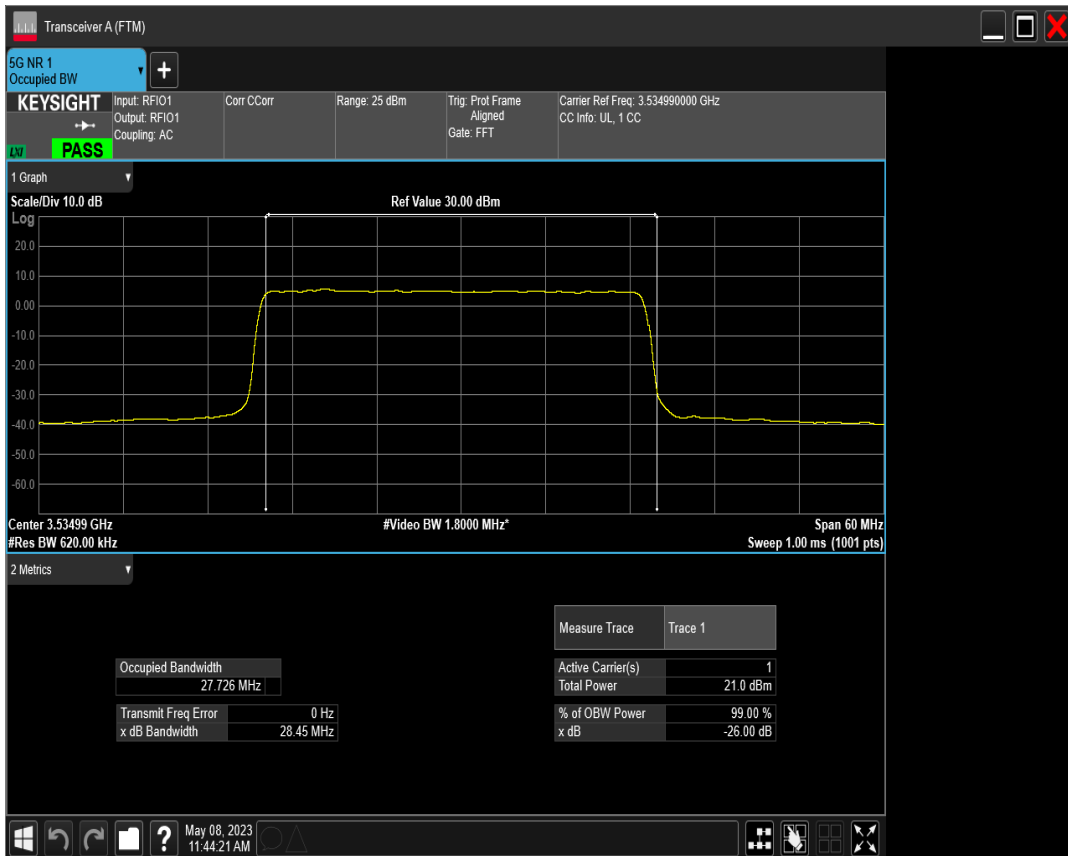 Transceiver A (FTM)
5G NR 1
Occupied BW
+
KEYSIGHT
LXI
PASS
Input: RFIO1
Output: RFIO1
Coupling: AC
Corr CCorr
Range: 25 dBm
Trig: Prot Frame
Aligned
Gate: FFT
Carrier Ref Freq: 3.534990000 GHz
CC Info: UL, 1 CC
1 Graph
Scale/Div 10.0 dB
Ref Value 30.00 dBm
Log
20.0
10.0
0.00
-10.0
-20.0
-30.0
-40.0
-50.0
-60.0
Center 3.53499 GHz
#Video BW 1.8000 MHz*
Span 60 MHz
#Res BW 620.00 kHz
Sweep 1.00 ms (1001 pts)
2 Metrics
Measure Trace Trace 1
Occupied Bandwidth
27.726 MHz
Active Carrier(s) 1
Total Power 21.0 dBm
Transmit Freq Error 0 Hz
x dB Bandwidth 28.45 MHz
% of OBW Power 99.00 %
x dB -26.00 dB
?
May 08, 2023
11:44:21 AM